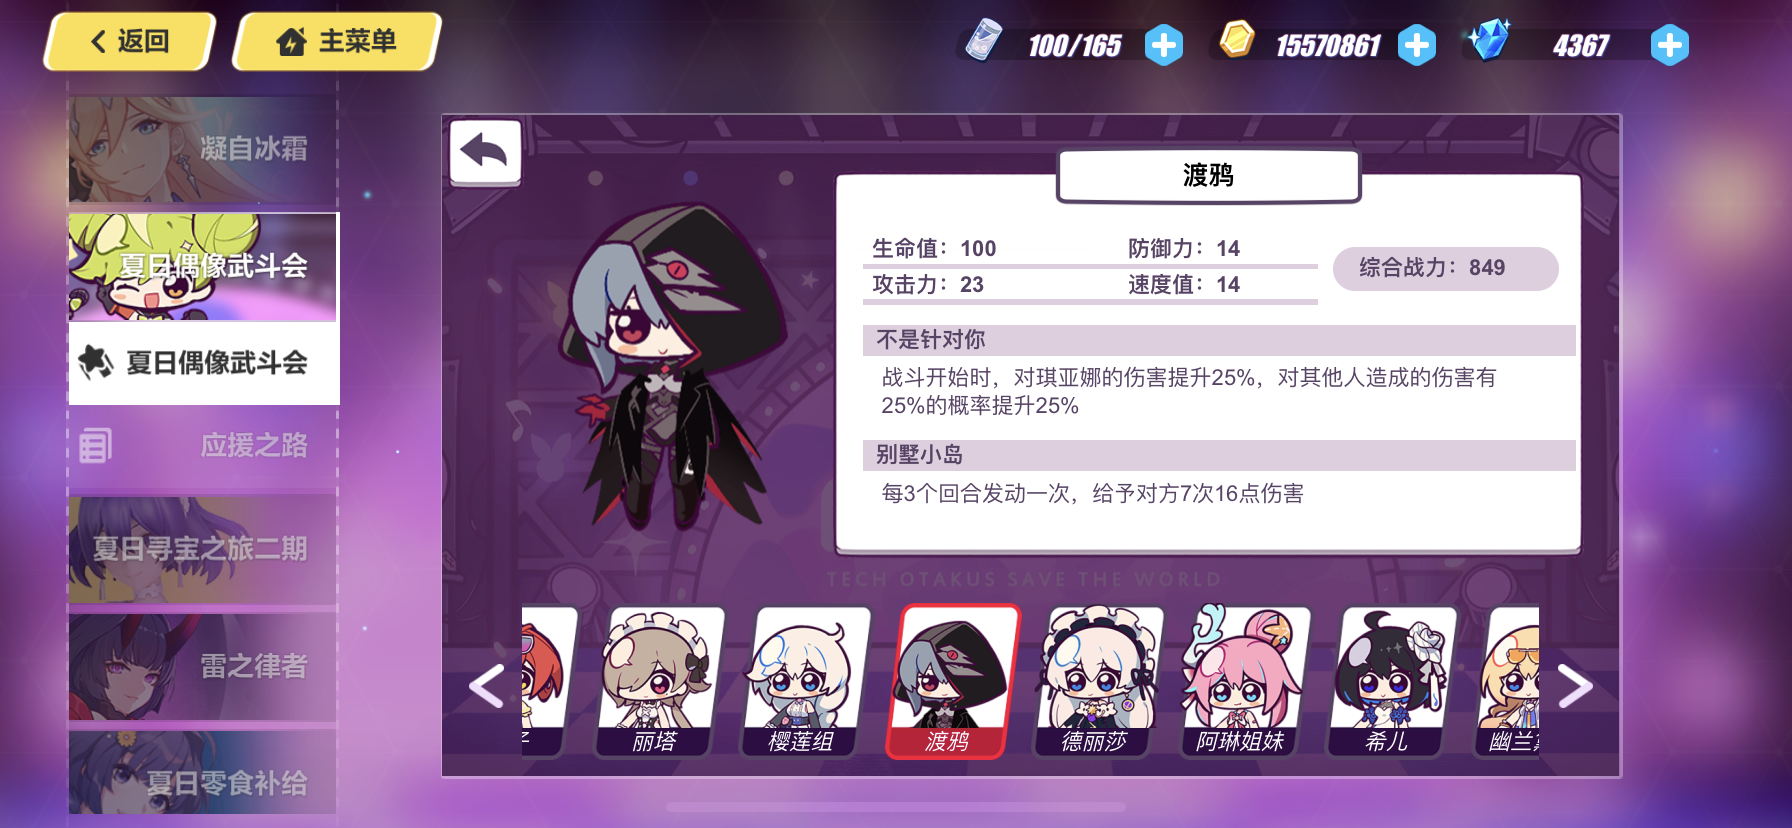 返回
主菜单
100/165
15570861
4367
凝自冰霜
夏日偶像武斗会
夏日偶像武斗会
应援之路
夏日寻宝之旅二期
雷之律者
夏日零食补给
渡鸦
生命值：100
防御力：14
攻击力：23
速度值：14
综合战力：849
不是针对你
战斗开始时，对琪亚娜的伤害提升25%，对其他人造成的伤害有
25%的概率提升25%
别墅小岛
每3个回合发动一次，给予对方7次16点伤害
TECH OTAKUS SAVE THE WORLD
丽塔
樱莲组
渡鸦
德丽莎
阿琳姐妹
希儿
幽兰